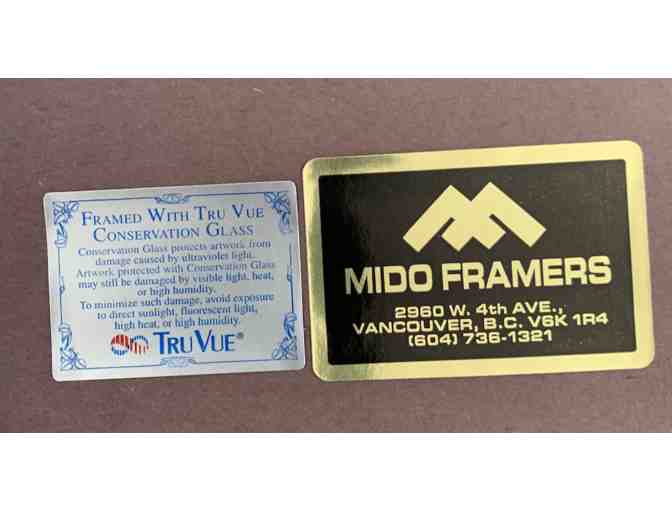 FRAMED WITH TRU VUE
CONSERVATION GLASS
Conservation Glass protects artwork from
damage caused by ultraviolet light.
Artwork protected with Conservation Glass
may still be damaged by visible light, heat,
or high humidity.
To minimize such damage, avoid exposure
to direct sunlight, fluorescent light,
high heat, or high humidity.
TRU VUE®
MIDO FRAMERS
2960 W. 4th AVE.,
VANCOUVER, B.C. V6K 1R4
(604) 736-1321